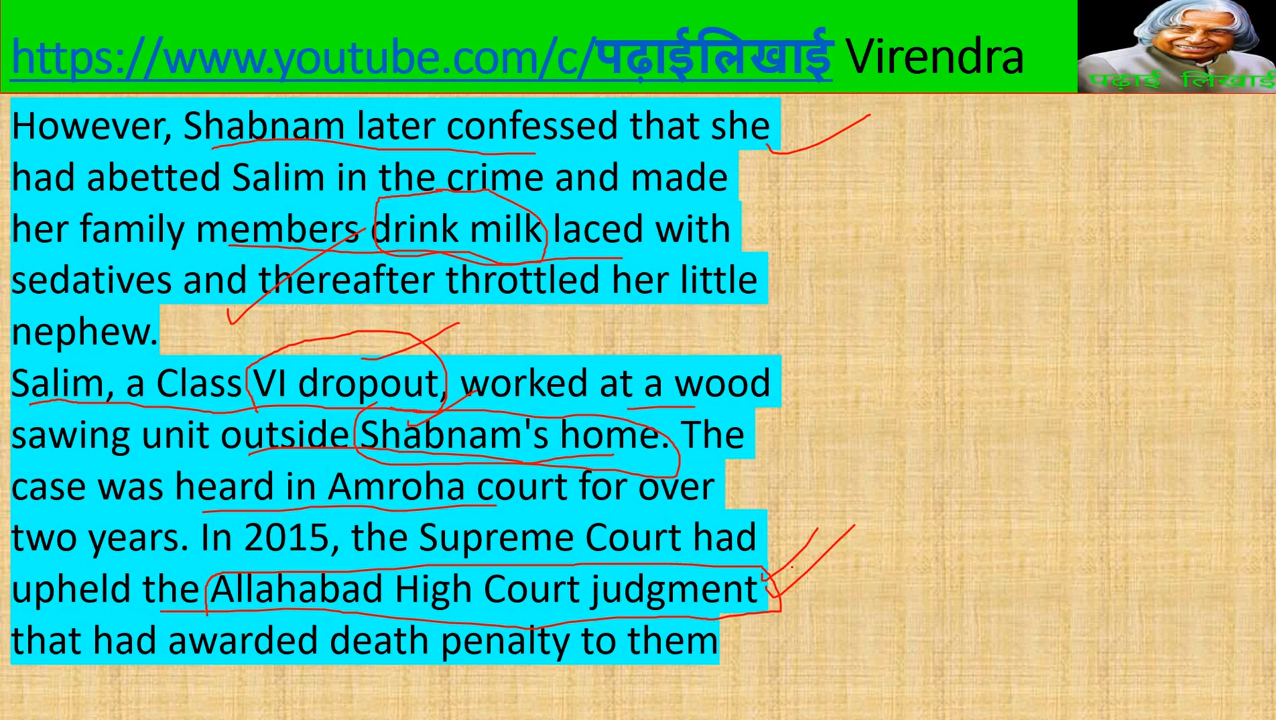 https://www.youtube.com/c/पढ़ाईलिखाई Virendra
पढ़ाई लिखाई
However, Shabnam later confessed that she
had abetted Salim in the crime and made
her family members drink milk laced with
sedatives and thereafter throttled her little
nephew.
Salim, a Class VI dropout, worked at a wood
sawing unit outside Shabnam's home. The
case was heard in Amroha court for over
two years. In 2015, the Supreme Court had
upheld the Allahabad High Court judgment
that had awarded death penalty to them